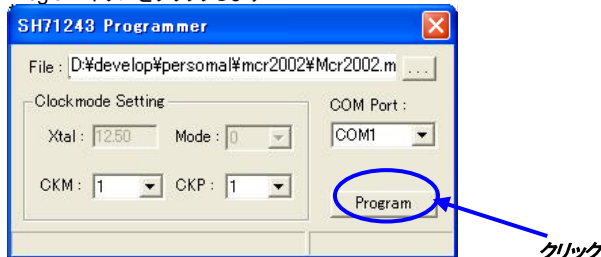 SH71243 Programmer
File : D:¥develop¥persomal¥mcr2002¥Mcr2002.m ...
Clockmode Setting
COM Port :
Xtal : 12.50 Mode : 0
COM1
CKM : 1 CKP : 1
Program
クリック